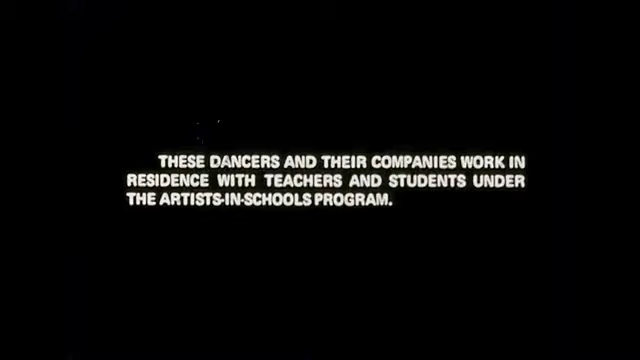 THESE DANCERS AND THEIR COMPANIES WORK IN
RESIDENCE WITH TEACHERS AND STUDENTS UNDER
THE ARTISTS-IN-SCHOOLS PROGRAM.